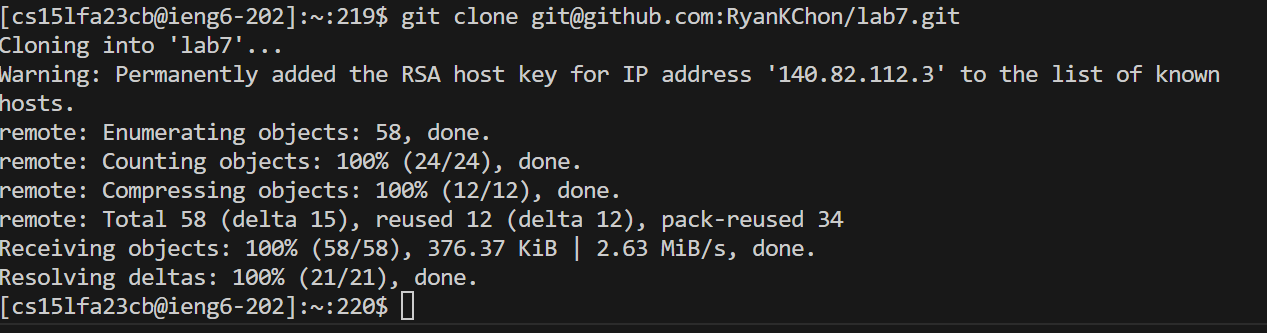 [cs15lfa23cb@ieng6-202]:~:219$ git clone git@github.com:RyanKChon/lab7.git
Cloning into 'lab7'...
Warning: Permanently added the RSA host key for IP address '140.82.112.3' to the list of known
hosts.
remote: Enumerating objects: 58, done.
remote: Counting objects: 100% (24/24), done.
remote: Compressing objects: 100% (12/12), done.
remote: Total 58 (delta 15), reused 12 (delta 12), pack-reused 34
Receiving objects: 100% (58/58), 376.37 KiB | 2.63 MiB/s, done.
Resolving deltas: 100% (21/21), done.
[cs15lfa23cb@ieng6-202]:~:220$